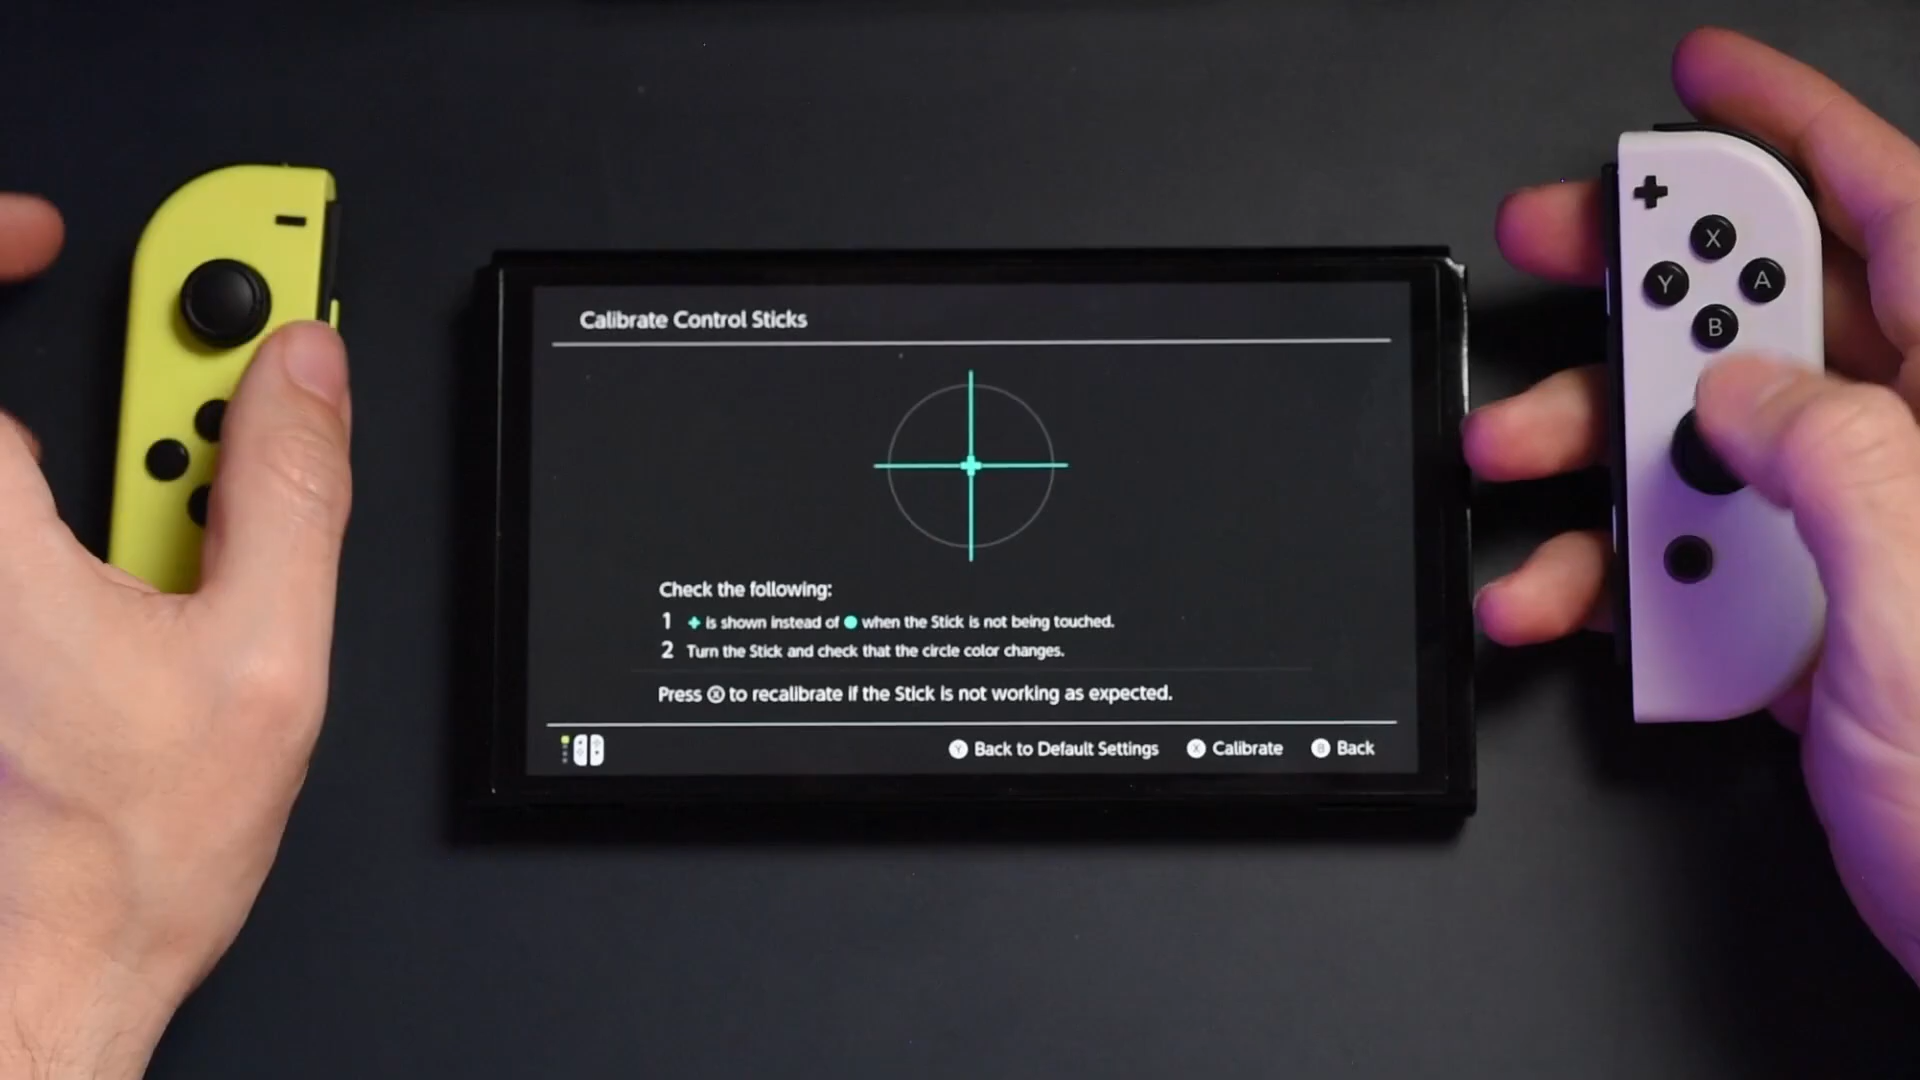 X
Y
A
B
Calibrate Control Sticks
Check the following:
1 + is shown instead of ● when the Stick is not being touched.
2 Turn the Stick and check that the circle color changes.
Press Ⓧ to recalibrate if the Stick is not working as expected.
Ⓨ Back to Default Settings Ⓧ Calibrate Ⓑ Back